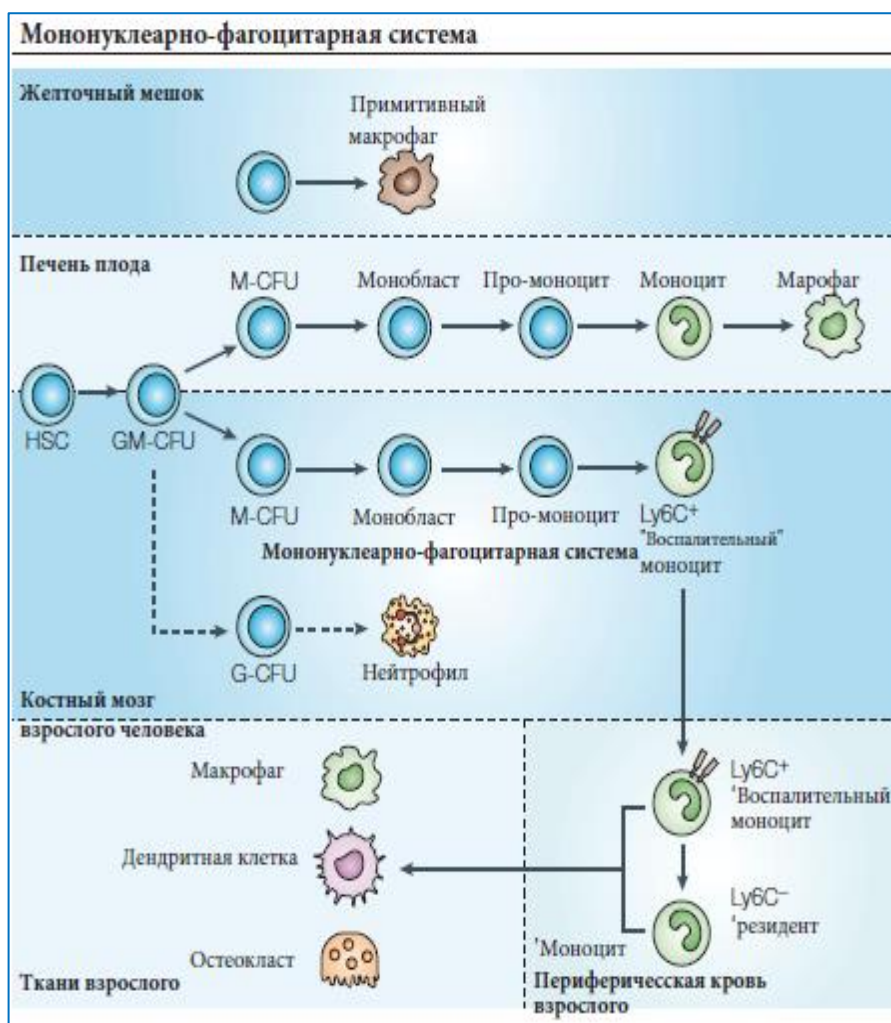 Мононуклеарно-фагоцитарная система
Желточный мешок
Примитивный
макрофаг
Печень плода
M-CFU
Монобласт
Про-моноцит
Моноцит
Марофаг
HSC
GM-CFU
M-CFU
Монобласт
Про-моноцит
Ly6C+
"Воспалительный"
моноцит
Мононуклеарно-фагоцитарная система
G-CFU
Нейтрофил
Костный мозг
взрослого человека
Макрофаг
Дендритная клетка
Остеокласт
Ткани взрослого
Ly6C+
'Воспалительный
моноцит
Ly6C−
'резидент
'Моноцит
Периферичесская кровь
взрослого